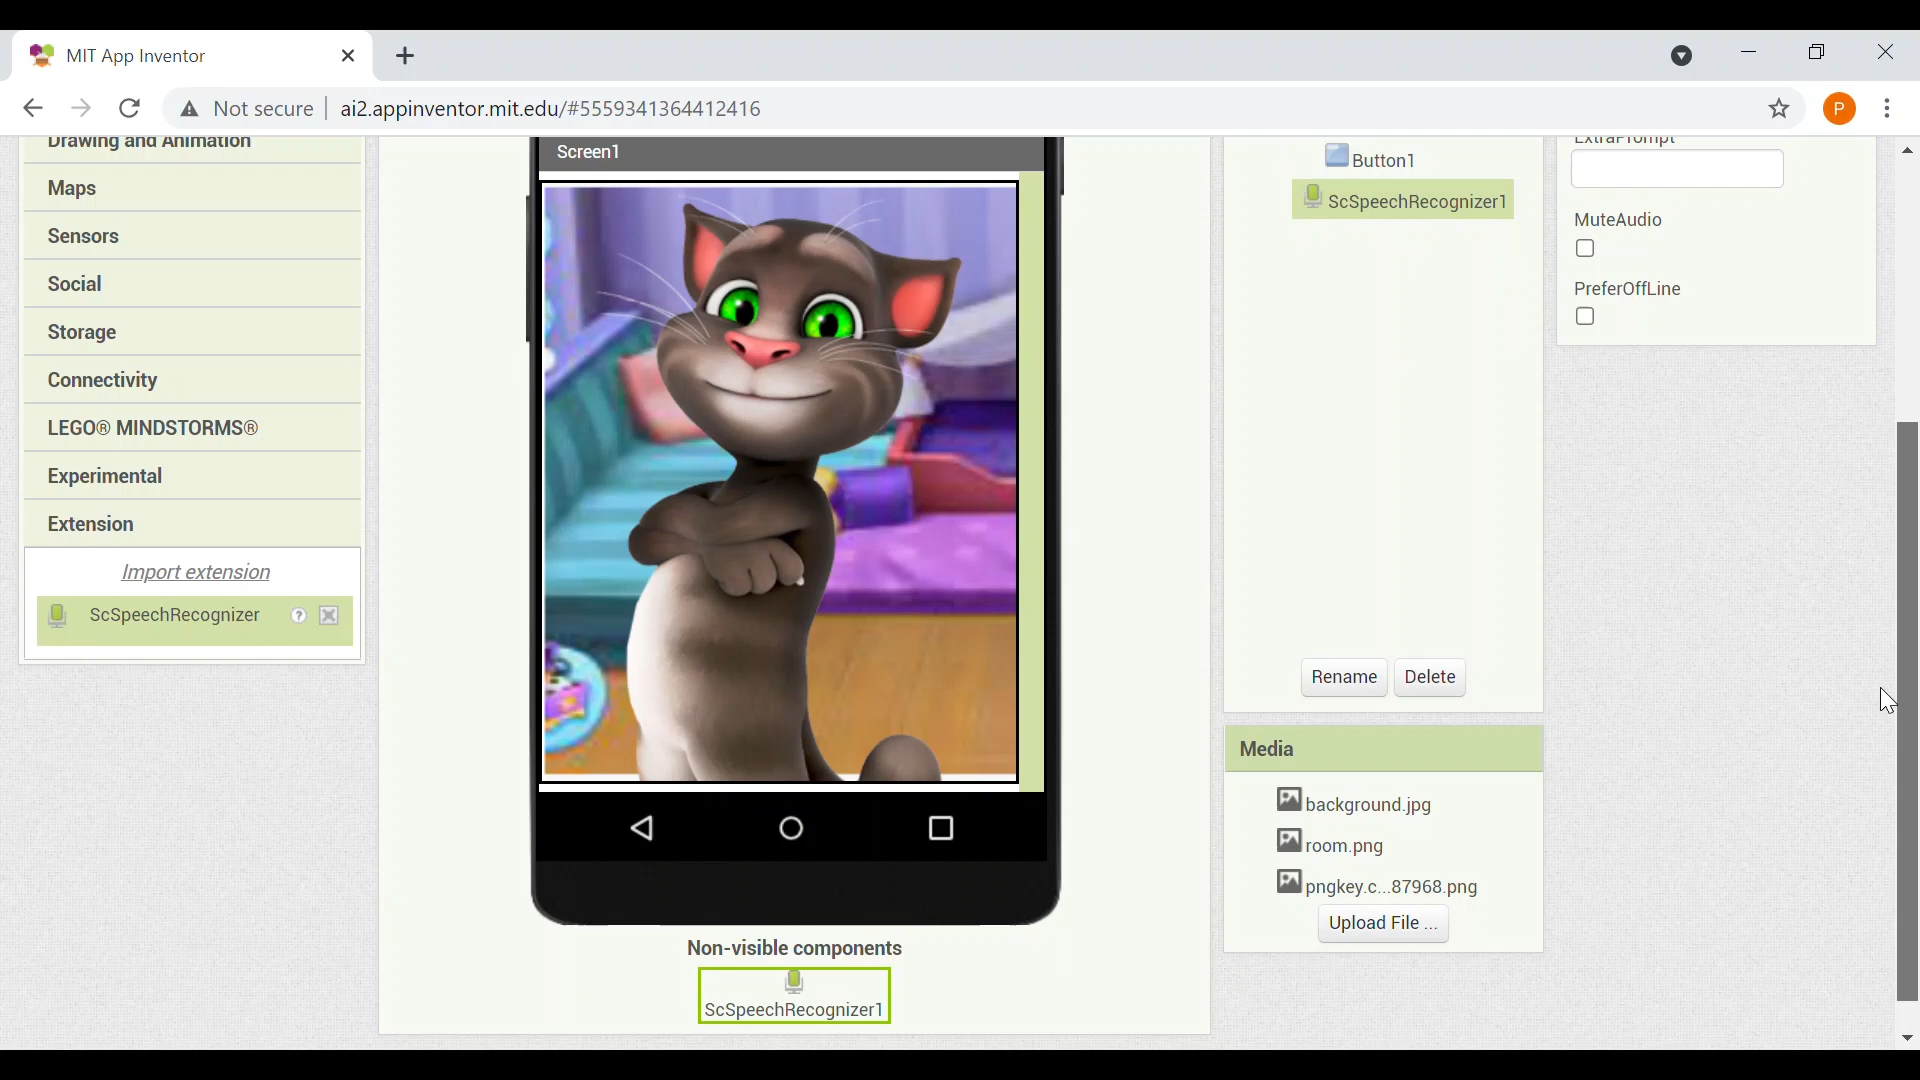 MIT App Inventor
Not secure
ai2.appinventor.mit.edu/#5559341364412416
P
Drawing and Animation
Maps
Sensors
Social
Storage
Connectivity
LEGO® MINDSTORMS®
Experimental
Extension
Import extension
ScSpeechRecognizer
?
Screen1
Non-visible components
ScSpeechRecognizer1
Button1
ScSpeechRecognizer1
Rename
Delete
Media
background.jpg
room.png
pngkey.c...87968.png
Upload File ...
ExtraPrompt
MuteAudio
PreferOffLine